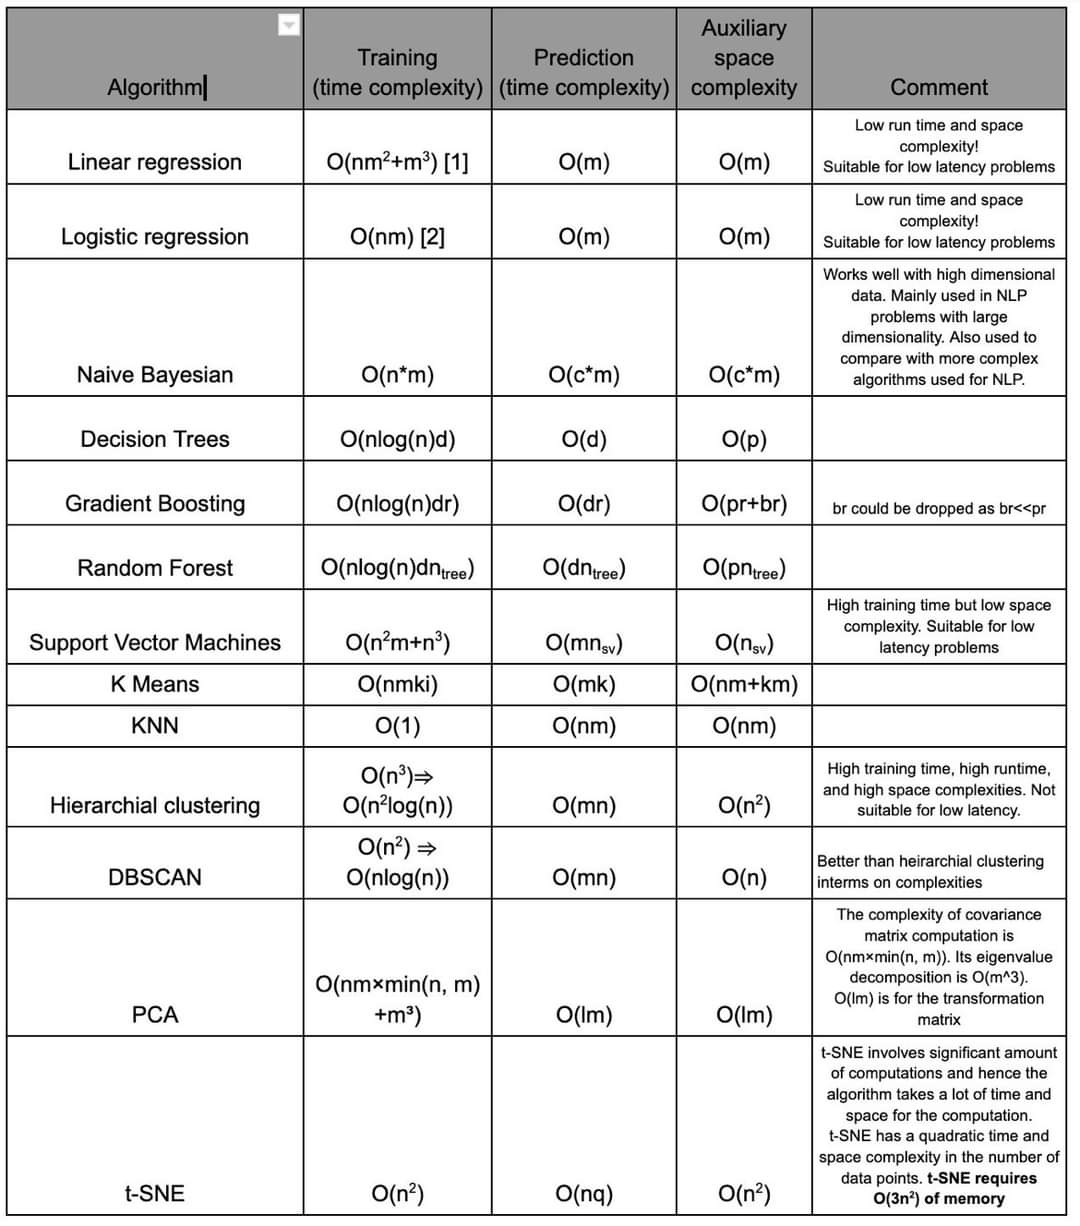 Algorithm
Training
(time complexity)
Prediction
(time complexity)
Auxiliary
space
complexity
Comment
Linear regression
O(nm²+m³) [1]
O(m)
O(m)
Low run time and space
complexity!
Suitable for low latency problems
Logistic regression
O(nm) [2]
O(m)
O(m)
Low run time and space
complexity!
Suitable for low latency problems
Naive Bayesian
O(n*m)
O(c*m)
O(c*m)
Works well with high dimensional
data. Mainly used in NLP
problems with large
dimensionality. Also used to
compare with more complex
algorithms used for NLP.
Decision Trees
O(nlog(n)d)
O(d)
O(p)
Gradient Boosting
O(nlog(n)dr)
O(dr)
O(pr+br)
br could be dropped as br<<pr
Random Forest
O(nlog(n)dn_tree)
O(dn_tree)
O(pn_tree)
Support Vector Machines
O(n²m+n³)
O(mn_sv)
O(n_sv)
High training time but low space
complexity. Suitable for low
latency problems
K Means
O(nmki)
O(mk)
O(nm+km)
KNN
O(1)
O(nm)
O(nm)
Hierarchial clustering
O(n³)⇒
O(n²log(n))
O(mn)
O(n²)
High training time, high runtime,
and high space complexities. Not
suitable for low latency.
DBSCAN
O(n²) ⇒
O(nlog(n))
O(mn)
O(n)
Better than heirarchial clustering
interms on complexities
PCA
O(nm×min(n, m)
+m³)
O(lm)
O(lm)
The complexity of covariance
matrix computation is
O(nm×min(n, m)). Its eigenvalue
decomposition is O(m^3).
O(lm) is for the transformation
matrix
t-SNE
O(n²)
O(nq)
O(n²)
t-SNE involves significant amount
of computations and hence the
algorithm takes a lot of time and
space for the computation.
t-SNE has a quadratic time and
space complexity in the number of
data points. t-SNE requires
O(3n²) of memory